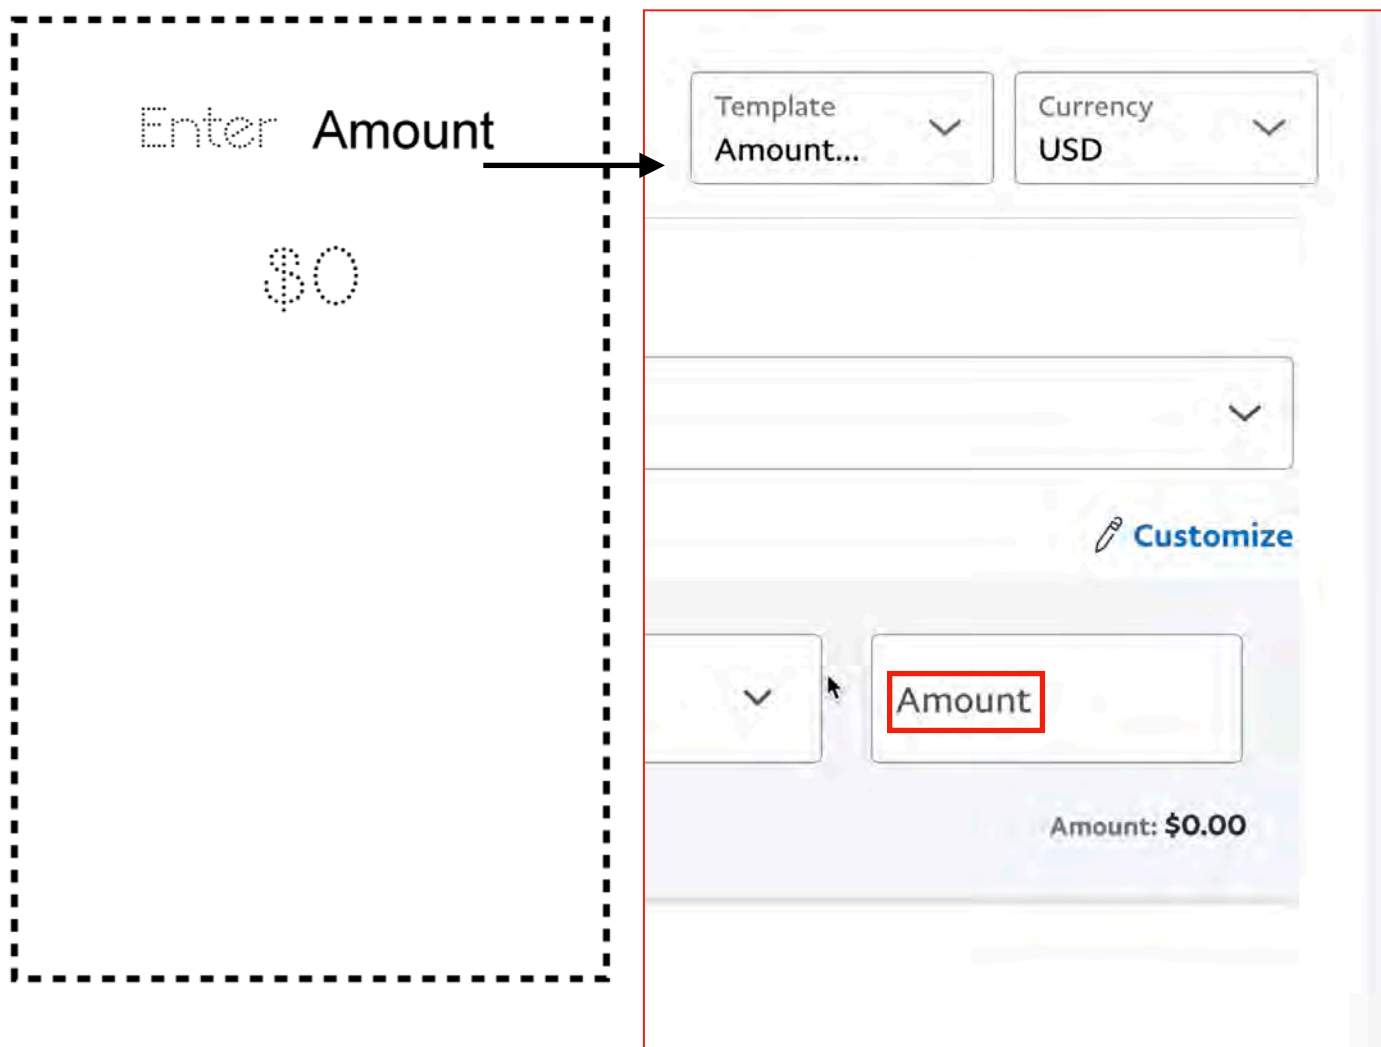 Enter Amount
$0
Template
Amount...
Currency
USD
Customize
Amount
Amount: $0.00